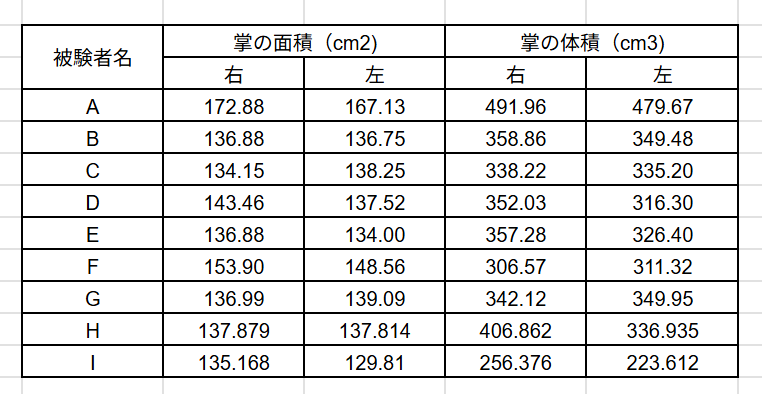 被験者名 掌の面積（cm2) 掌の体積（cm3)
右 左 右 左
A 172.88 167.13 491.96 479.67
B 136.88 136.75 358.86 349.48
C 134.15 138.25 338.22 335.20
D 143.46 137.52 352.03 316.30
E 136.88 134.00 357.28 326.40
F 153.90 148.56 306.57 311.32
G 136.99 139.09 342.12 349.95
H 137.879 137.814 406.862 336.935
I 135.168 129.81 256.376 223.612